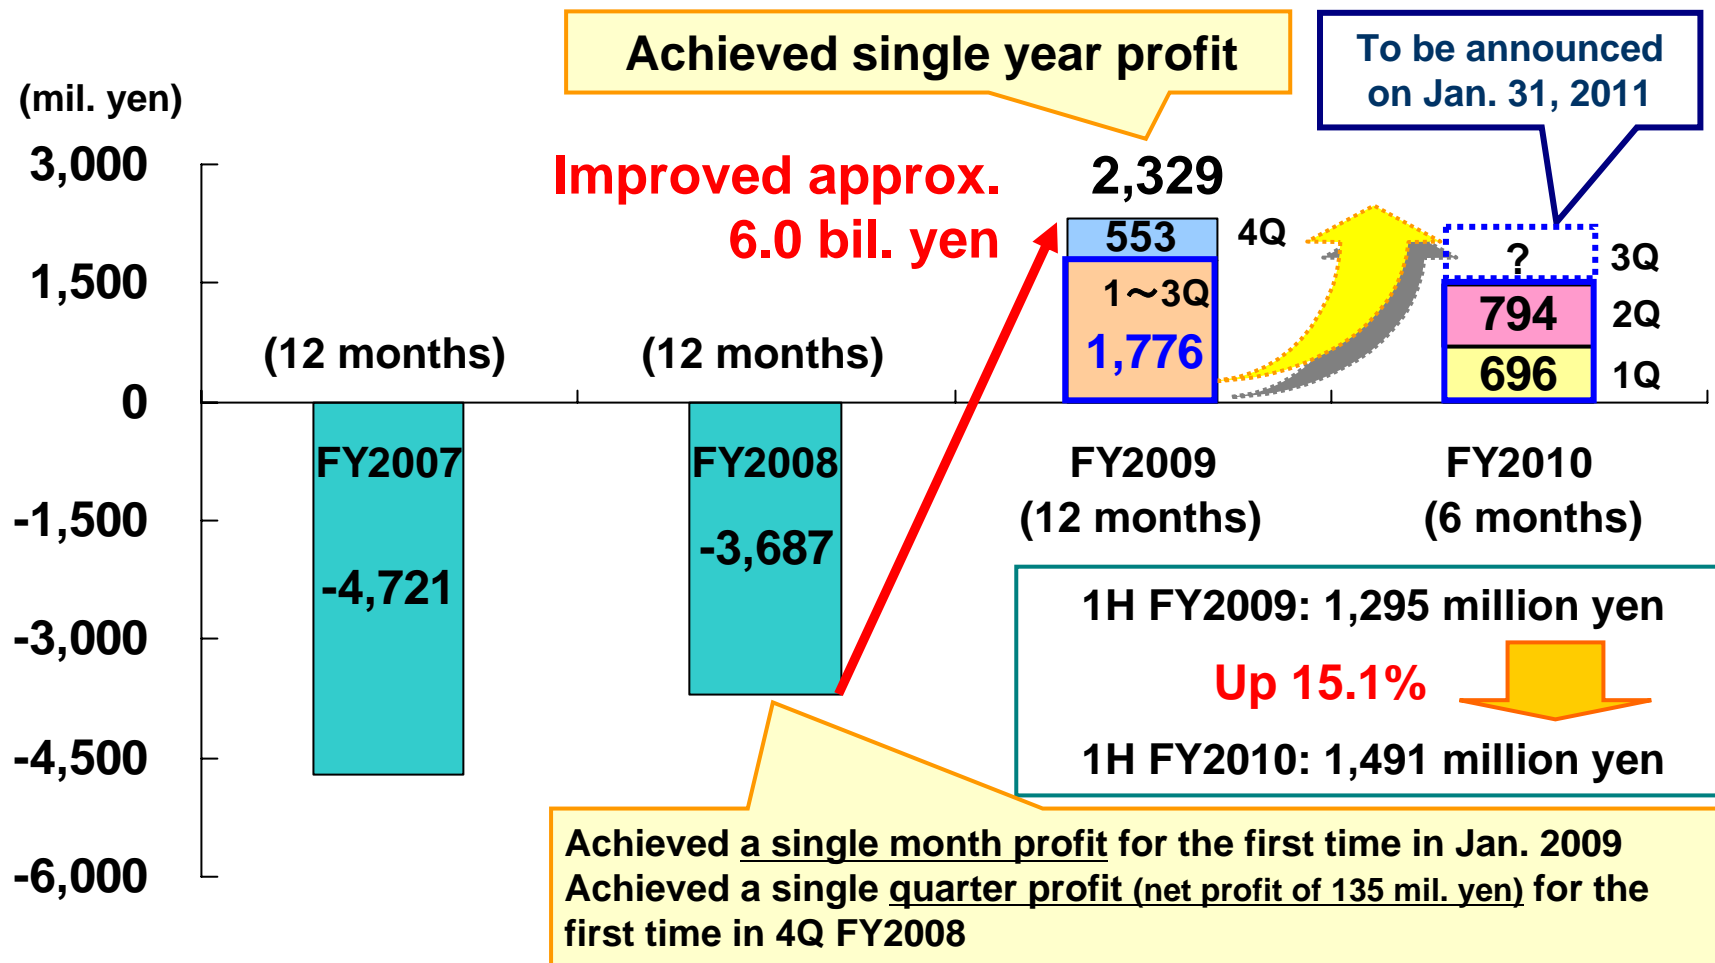 Achieved single year profit
To be announced
on Jan. 31, 2011
(mil. yen)
3,000
1,500
0
-1,500
-3,000
-4,500
-6,000
Improved approx.
6.0 bil. yen
2,329
553
4Q
1～3Q
1,776
?
3Q
794
2Q
696
1Q
(12 months)
(12 months)
FY2007
-4,721
FY2008
-3,687
FY2009
(12 months)
FY2010
(6 months)
1H FY2009: 1,295 million yen
Up 15.1%
1H FY2010: 1,491 million yen
Achieved a single month profit for the first time in Jan. 2009
Achieved a single quarter profit (net profit of 135 mil. yen) for the
first time in 4Q FY2008